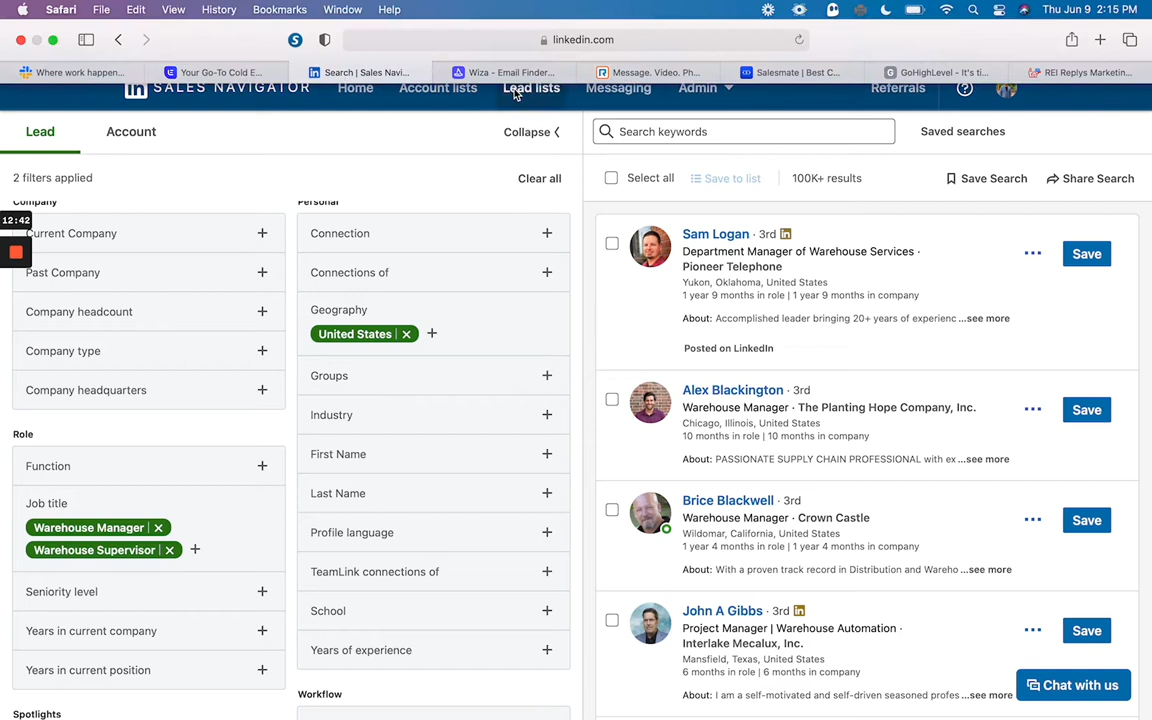 Safari File Edit View History Bookmarks Window Help Thu Jun 9 2:15 PM
linkedin.com
Where work happen... Your Go-To Cold E... Search | Sales Navi... Wiza - Email Finder... Message. Video. Ph... Salesmate | Best C... GoHighLevel - It's ti... REI Replys Marketin...
in SALES NAVIGATOR Home Account lists Lead lists Messaging Admin Referrals
Lead Account Collapse
Search keywords Saved searches
2 filters applied Clear all
Select all Save to list 100K+ results Save Search Share Search
Company
12:42
Current Company
Past Company
Company headcount
Company type
Company headquarters
Role
Function
Job title
Warehouse Manager
Warehouse Supervisor
Seniority level
Years in current company
Years in current position
Spotlights
Personal
Connection
Connections of
Geography
United States
Groups
Industry
First Name
Last Name
Profile language
TeamLink connections of
School
Years of experience
Workflow
Sam Logan · 3rd in
Department Manager of Warehouse Services ·
Pioneer Telephone
Yukon, Oklahoma, United States
1 year 9 months in role | 1 year 9 months in company
About: Accomplished leader bringing 20+ years of experienc ...see more
Posted on LinkedIn
Save
Alex Blackington · 3rd
Warehouse Manager · The Planting Hope Company, Inc.
Chicago, Illinois, United States
10 months in role | 10 months in company
About: PASSIONATE SUPPLY CHAIN PROFESSIONAL with ex ...see more
Save
Brice Blackwell · 3rd
Warehouse Manager · Crown Castle
Wildomar, California, United States
1 year 4 months in role | 1 year 4 months in company
About: With a proven track record in Distribution and Wareho ...see more
Save
John A Gibbs · 3rd in
Project Manager | Warehouse Automation ·
Interlake Mecalux, Inc.
Mansfield, Texas, United States
6 months in role | 6 months in company
About: I am a self-motivated and self-driven seasoned profes ...see more
Save
Chat with us